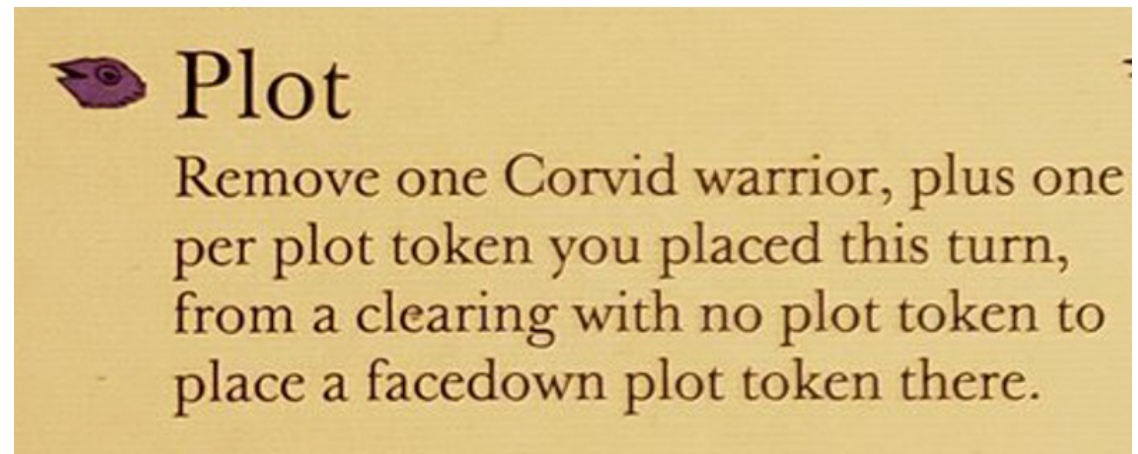 Plot
Remove one Corvid warrior, plus one
per plot token you placed this turn,
from a clearing with no plot token to
place a facedown plot token there.